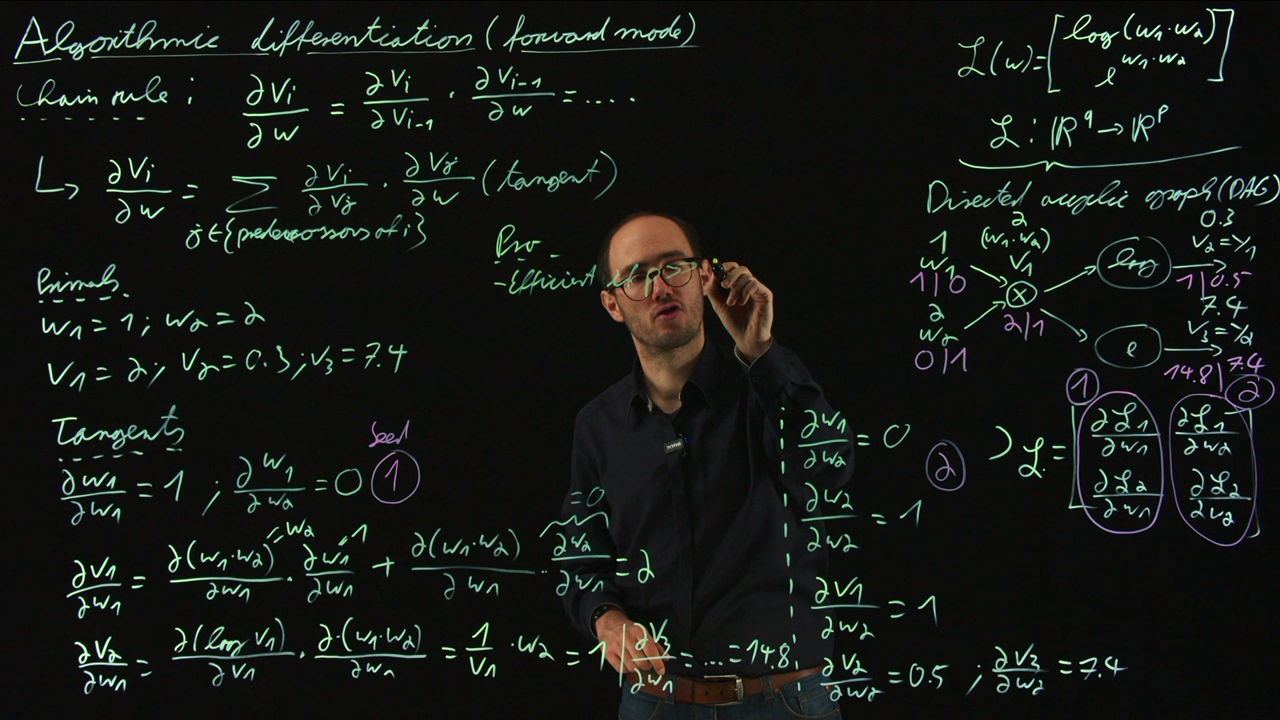 Algorithmic differentiation (forward mode)
Chain rule: ∂Vi/∂w = ∂Vi/∂Vi-1 · ∂Vi-1/∂w = ....
↳ ∂Vi/∂w = Σ j∈{predecessors of i} ∂Vi/∂Vj · ∂Vj/∂w (tangent)
Primals
w1 = 1; w2 = 2
V1 = 2; V2 = 0.3; V3 = 7.4
Tangents
seed
∂w1/∂w1 = 1 ; ∂w1/∂w2 = 0 ①
∂V1/∂w1 = ∂(w1·w2)/∂w1 · ∂w1/∂w1 + ∂(w1·w2)/∂w1 · ∂w2/∂w1 = 2
w2
1
=0
∂V2/∂w1 = ∂(log V1)/∂V1 · ∂·(w1·w2)/∂w1 = 1/V1 · w2 = 1 | ∂V3/∂w1 = ... = 14.8
Pro
- Efficient if q
∂w1/∂w2 = 0 ②
∂w2/∂w2 = 1
∂V1/∂w2 = 1
∂V2/∂w2 = 0.5 ; ∂V3/∂w2 = 7.4
L(w) = [log(w1·w2)
e^w1·w2]
L : ℝ^q → ℝ^p
Directed acyclic graph (DAG)
1
w1
1|0
2
w2
0|1
2
(w1·w2)
V1
×
2|1
log
0.3
V2 = Y1
1|0.5
e
7.4
V3 = Y2
14.8|7.4
① ②
L = [∂L1/∂w1 ∂L1/∂w2
∂L2/∂w1 ∂L2/∂w2]